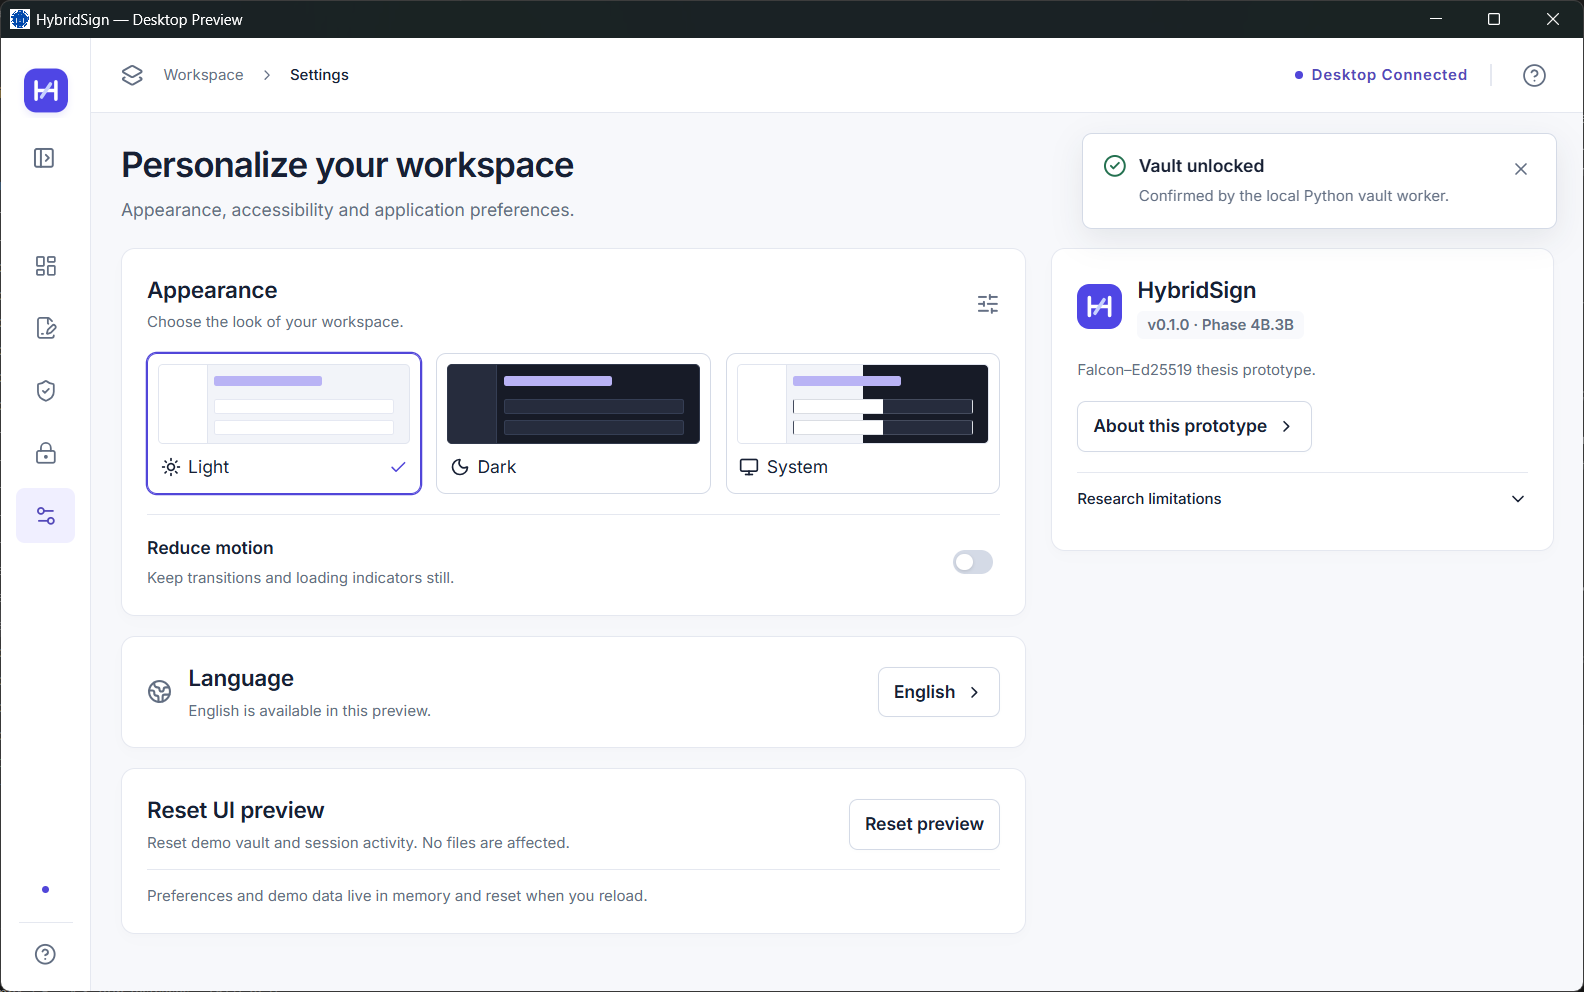 HybridSign — Desktop Preview
Workspace > Settings
Desktop Connected
Personalize your workspace
Appearance, accessibility and application preferences.
Vault unlocked
Confirmed by the local Python vault worker.
Appearance
Choose the look of your workspace.
Light
Dark
System
Reduce motion
Keep transitions and loading indicators still.
Language
English is available in this preview.
English
Reset UI preview
Reset demo vault and session activity. No files are affected.
Reset preview
Preferences and demo data live in memory and reset when you reload.
HybridSign
v0.1.0 · Phase 4B.3B
Falcon–Ed25519 thesis prototype.
About this prototype
Research limitations